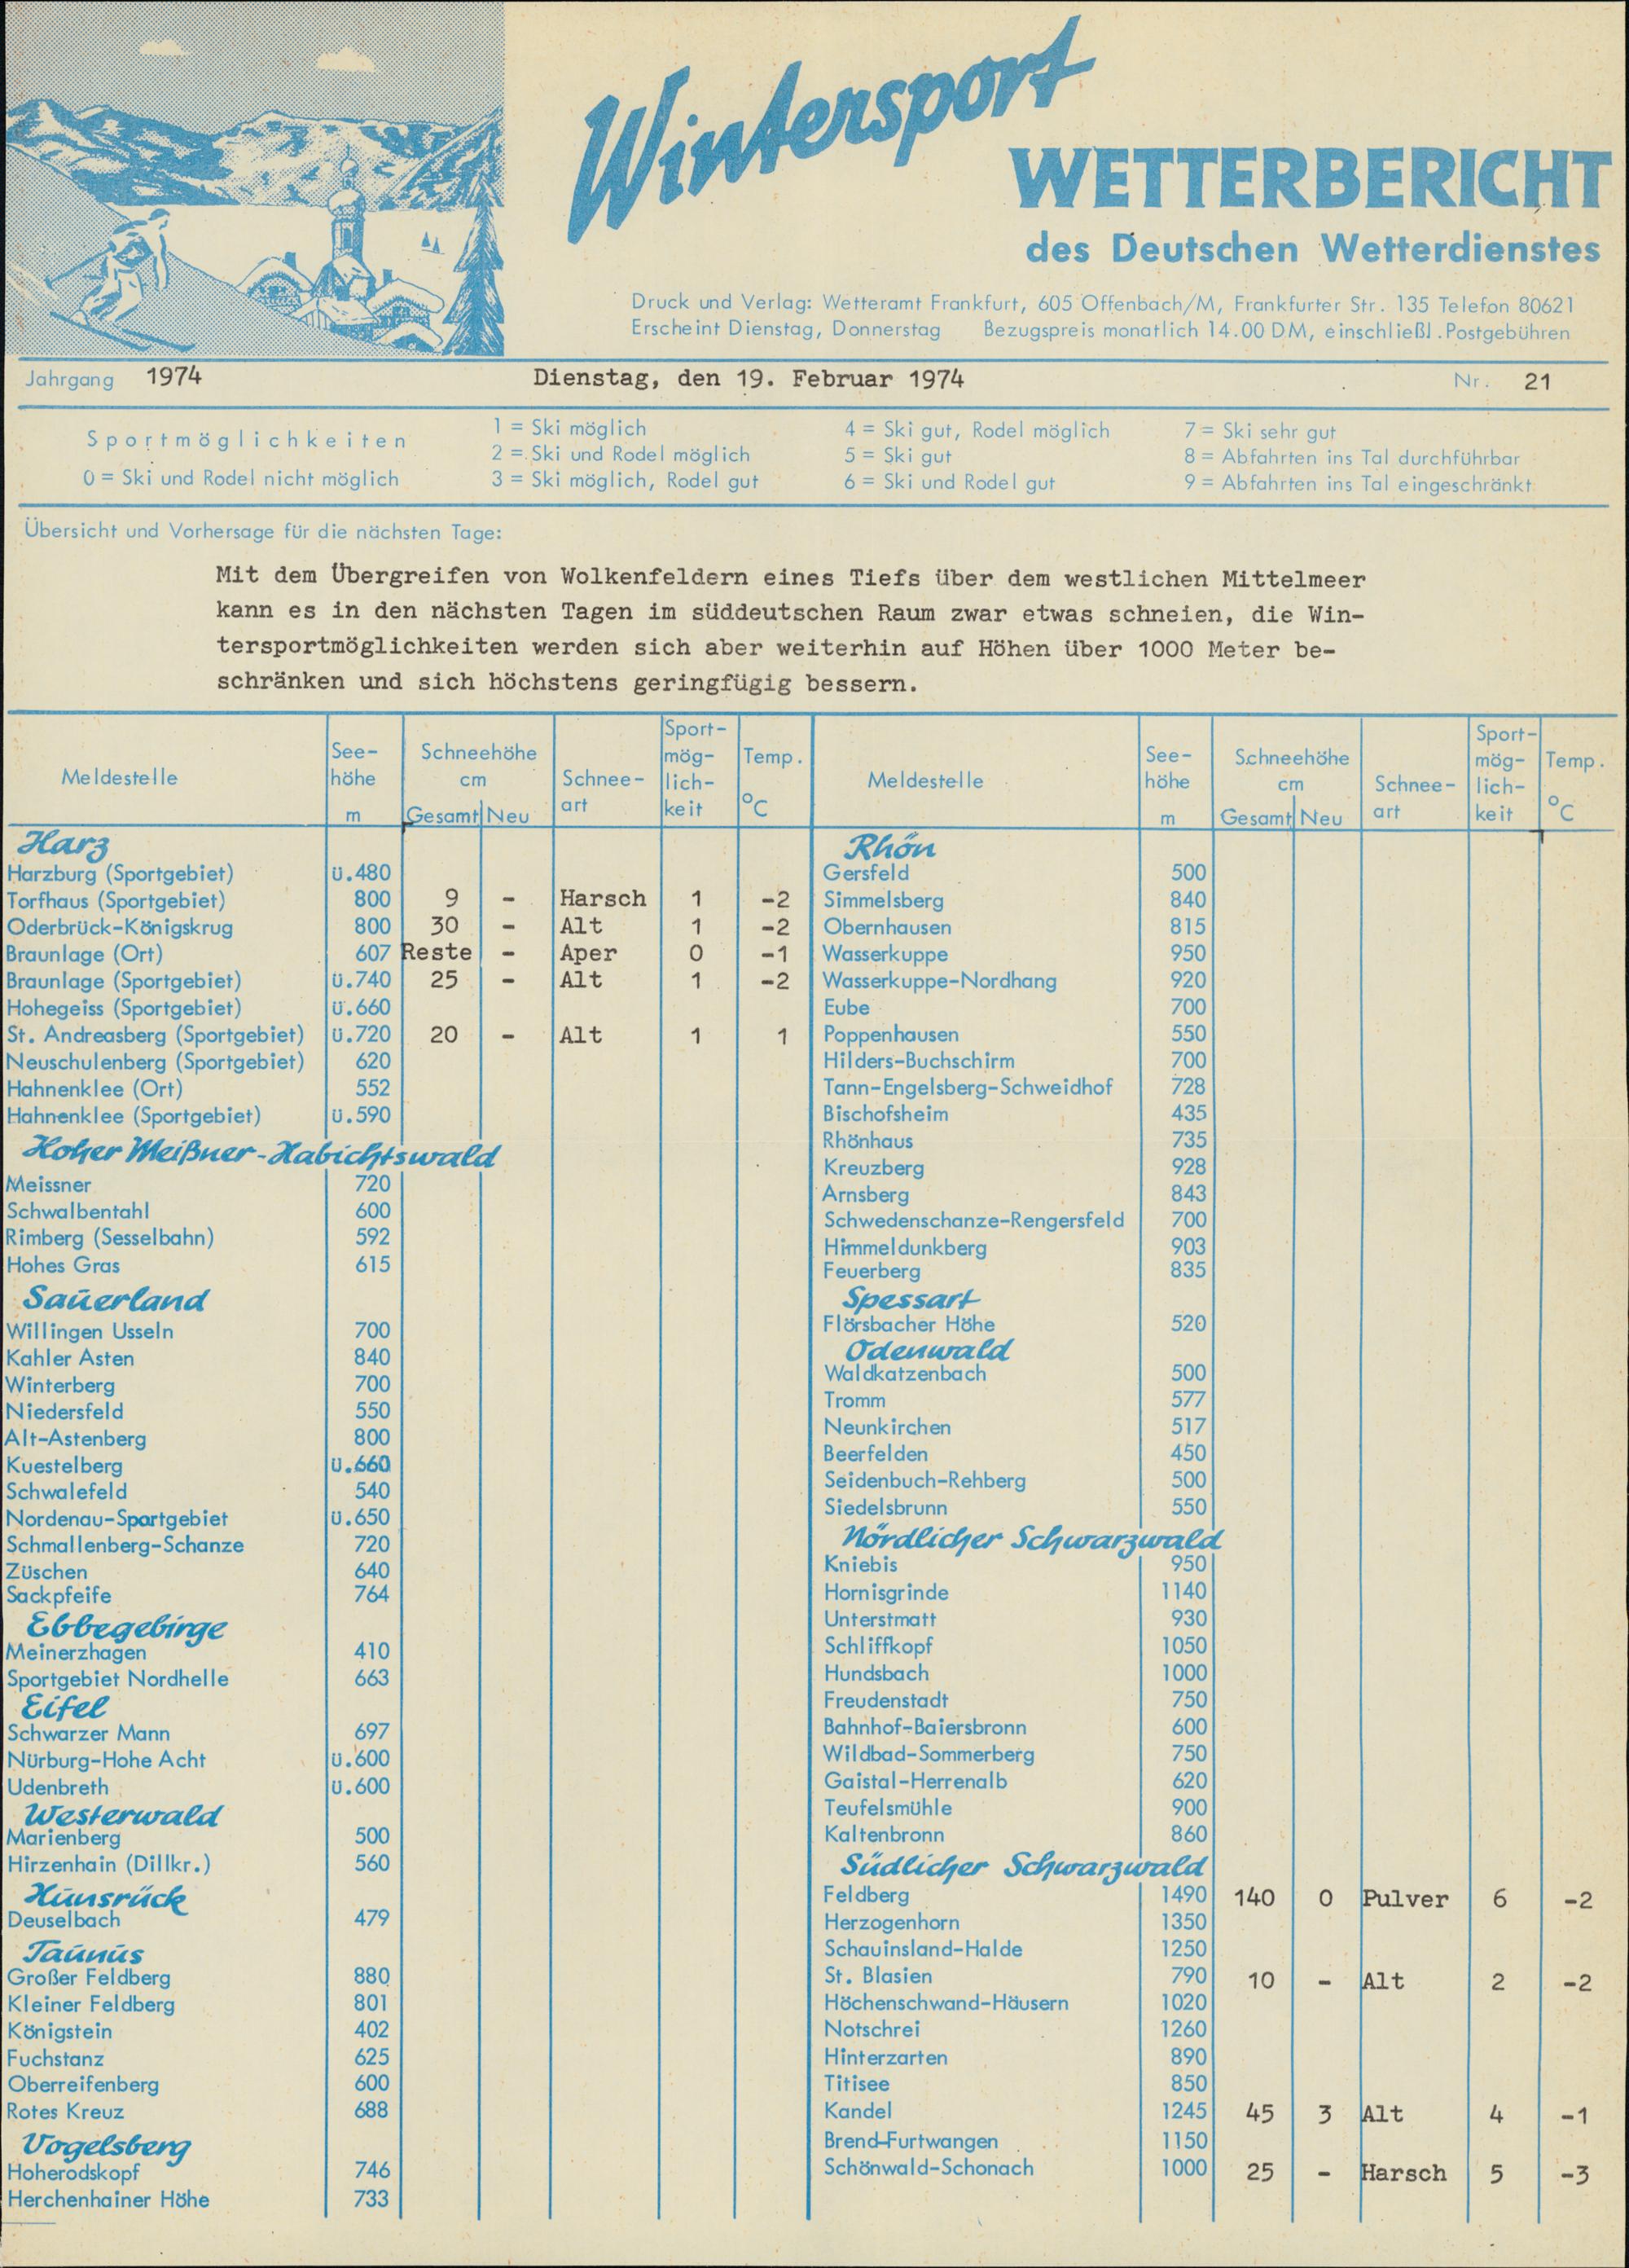 Wintersport
WETTERBERICHT
des Deutschen Wetterdienstes
Druck und Verlag: Wetteramt Frankfurt, 605 Offenbach/M, Frankfurter Str. 135 Telefon 80621
Erscheint Dienstag, Donnerstag Bezugspreis monatlich 14.00 DM, einschließl. Postgebühren
Jahrgang 1974 Dienstag, den 19. Februar 1974 Nr. 21
Sportmöglichkeiten
0 = Ski und Rodel nicht möglich
1 = Ski möglich
2 = Ski und Rodel möglich
3 = Ski möglich, Rodel gut
4 = Ski gut, Rodel möglich
5 = Ski gut
6 = Ski und Rodel gut
7 = Ski sehr gut
8 = Abfahrten ins Tal durchführbar
9 = Abfahrten ins Tal eingeschränkt
Übersicht und Vorhersage für die nächsten Tage:
Mit dem Übergreifen von Wolkenfeldern eines Tiefs über dem westlichen Mittelmeer
kann es in den nächsten Tagen im süddeutschen Raum zwar etwas schneien, die Win-
tersportmöglichkeiten werden sich aber weiterhin auf Höhen über 1000 Meter be-
schränken und sich höchstens geringfügig bessern.
Meldestelle See-höhe m Schneehöhe cm Gesamt Neu Schnee-art Sport-mög-lich-keit Temp. °C
Harz
Harzburg (Sportgebiet) ü.480
Torfhaus (Sportgebiet) 800 9 - Harsch 1 -2
Oderbrück-Königskrug 800 30 - Alt 1 -2
Braunlage (Ort) 607 Reste - Aper 0 -1
Braunlage (Sportgebiet) ü.740 25 - Alt 1 -2
Hohegeiss (Sportgebiet) ü.660
St. Andreasberg (Sportgebiet) ü.720 20 - Alt 1 1
Neuschulenberg (Sportgebiet) 620
Hahnenklee (Ort) 552
Hahnenklee (Sportgebiet) ü.590
Hoher Meißner-Habichtswald
Meissner 720
Schwalbentahl 600
Rimberg (Sesselbahn) 592
Hohes Gras 615
Sauerland
Willingen Usseln 700
Kahler Asten 840
Winterberg 700
Niedersfeld 550
Alt-Astenberg 800
Kuestelberg ü.660
Schwalefeld 540
Nordenau-Sportgebiet ü.650
Schmallenberg-Schanze 720
Züschen 640
Sackpfeife 764
Ebbegebirge
Meinerzhagen 410
Sportgebiet Nordhelle 663
Eifel
Schwarzer Mann 697
Nürburg-Hohe Acht ü.600
Udenbreth ü.600
Westerwald
Marienberg 500
Hirzenhain (Dillkr.) 560
Hunsrück
Deuselbach 479
Taunus
Großer Feldberg 880
Kleiner Feldberg 801
Königstein 402
Fuchstanz 625
Oberreifenberg 600
Rotes Kreuz 688
Vogelsberg
Hoherodskopf 746
Herchenhainer Höhe 733
Meldestelle See-höhe m Schneehöhe cm Gesamt Neu Schnee-art Sport-mög-lich-keit Temp. °C
Rhön
Gersfeld 500
Simmelsberg 840
Obernhausen 815
Wasserkuppe 950
Wasserkuppe-Nordhang 920
Eube 700
Poppenhausen 550
Hilders-Buchschirm 700
Tann-Engelsberg-Schweidhof 728
Bischofsheim 435
Rhönhaus 735
Kreuzberg 928
Arnsberg 843
Schwedenschanze-Rengersfeld 700
Himmeldunkberg 903
Feuerberg 835
Spessart
Flörsbacher Höhe 520
Odenwald
Waldkatzenbach 500
Tromm 577
Neunkirchen 517
Beerfelden 450
Seidenbuch-Rehberg 500
Siedelsbrunn 550
Nördlicher Schwarzwald
Kniebis 950
Hornisgrinde 1140
Unterstmatt 930
Schliffkopf 1050
Hundsbach 1000
Freudenstadt 750
Bahnhof-Baiersbronn 600
Wildbad-Sommerberg 750
Gaistal-Herrenalb 620
Teufelsmühle 900
Kaltenbronn 860
Südlicher Schwarzwald
Feldberg 1490 140 0 Pulver 6 -2
Herzogenhorn 1350
Schauinsland-Halde 1250
St. Blasien 790 10 - Alt 2 -2
Höchenschwand-Häusern 1020
Notschrei 1260
Hinterzarten 890
Titisee 850
Kandel 1245 45 3 Alt 4 -1
Brend-Furtwangen 1150
Schönwald-Schonach 1000 25 - Harsch 5 -3